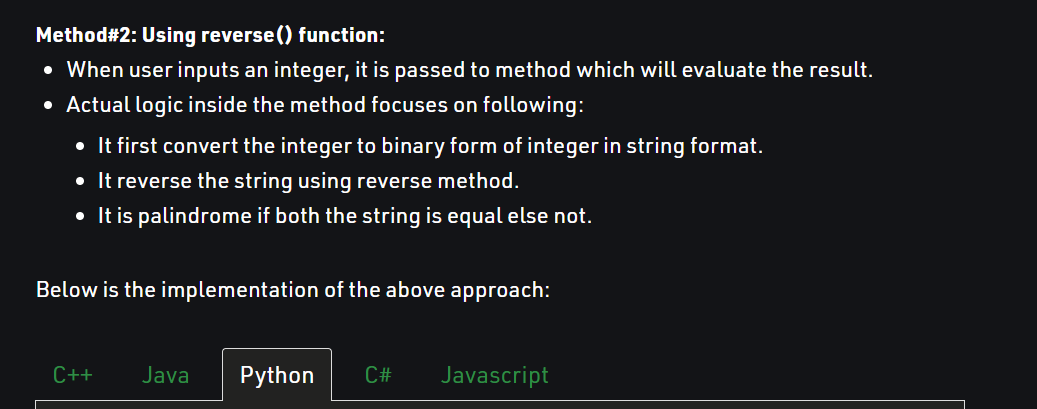 Method#2: Using reverse() function:
• When user inputs an integer, it is passed to method which will evaluate the result.
• Actual logic inside the method focuses on following:
• It first convert the integer to binary form of integer in string format.
• It reverse the string using reverse method.
• It is palindrome if both the string is equal else not.
Below is the implementation of the above approach:
C++ Java Python C# Javascript